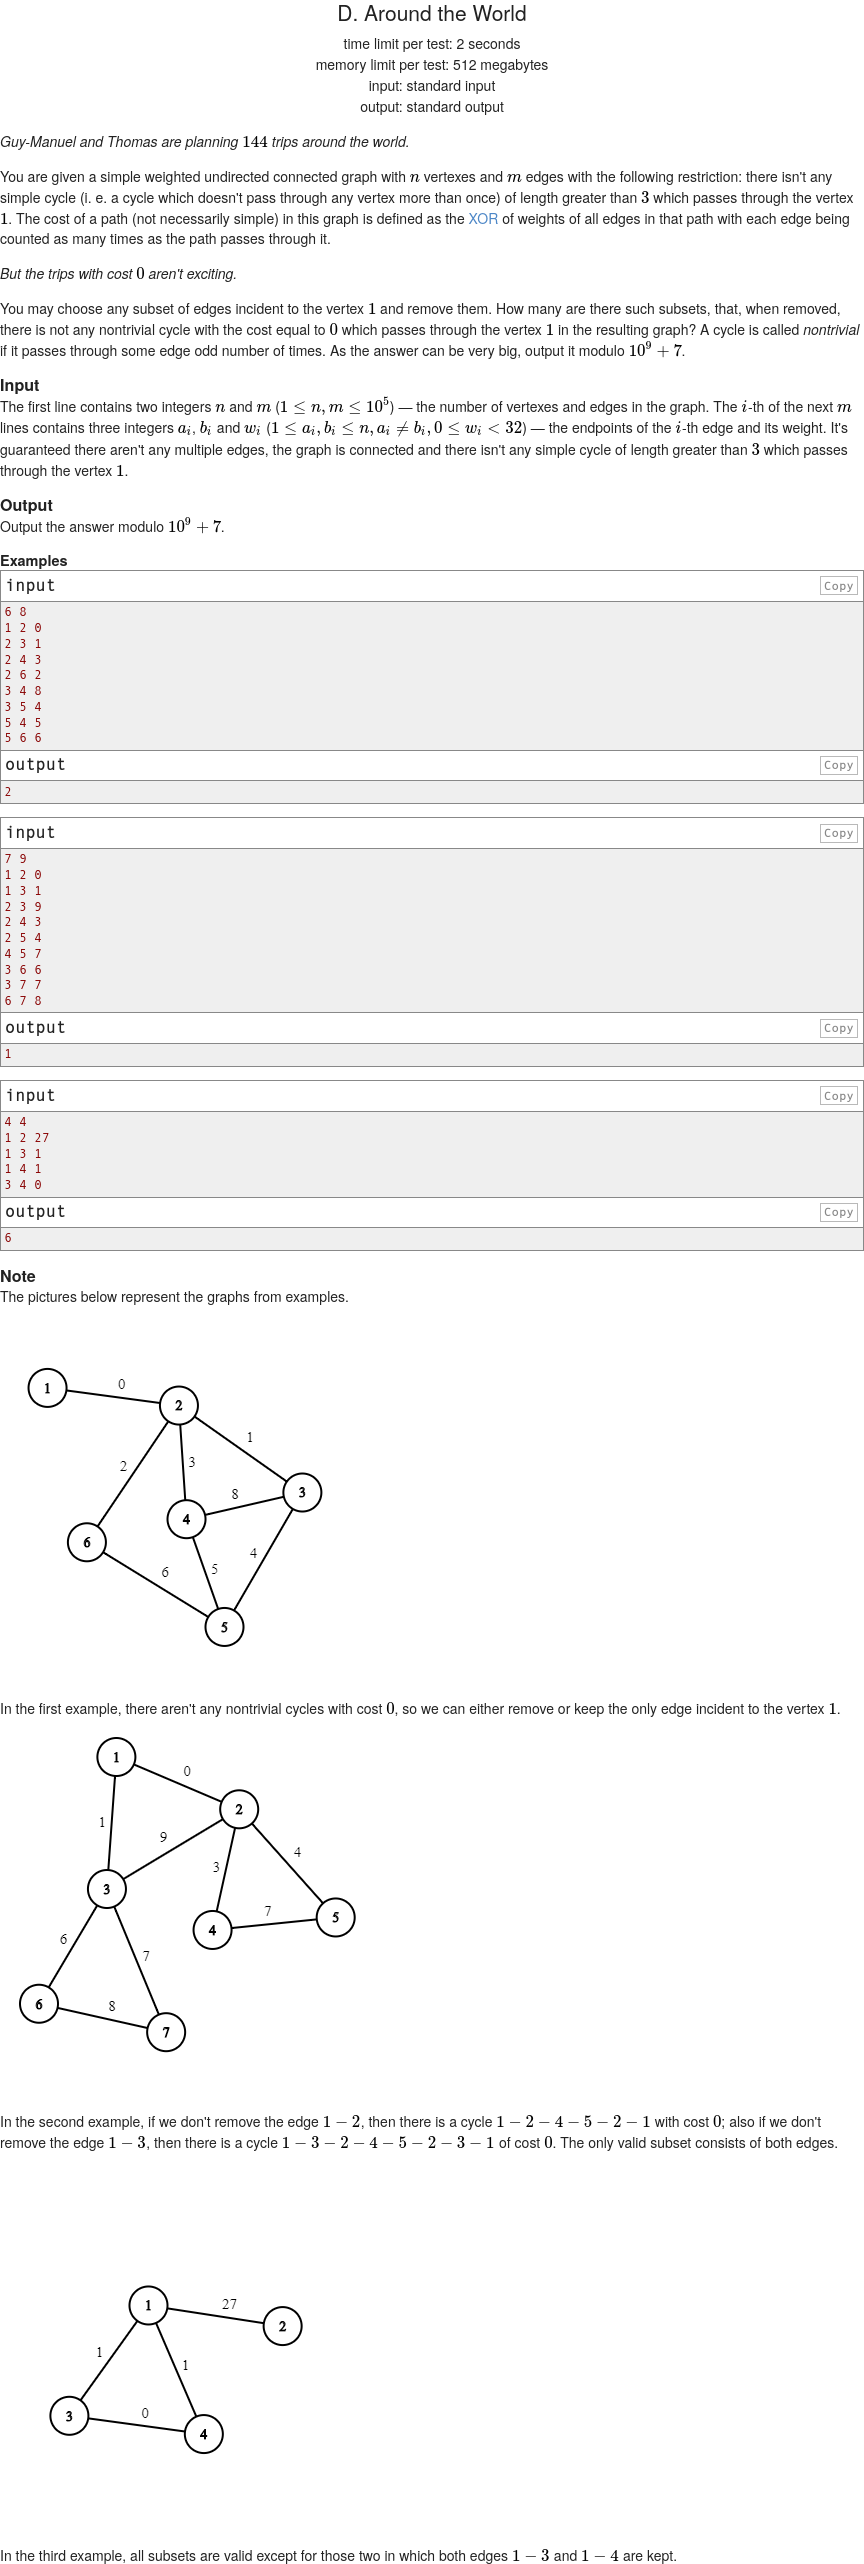 D. Around the World
time limit per test: 2 seconds
memory limit per test: 512 megabytes
input: standard input
output: standard output
Guy-Manuel and Thomas are planning 144 trips around the world.
You are given a simple weighted undirected connected graph with n vertexes and m edges with the following restriction: there isn't any
simple cycle (i. e. a cycle which doesn't pass through any vertex more than once) of length greater than 3 which passes through the vertex
1. The cost of a path (not necessarily simple) in this graph is defined as the XOR of weights of all edges in that path with each edge being
counted as many times as the path passes through it.
But the trips with cost 0 aren't exciting.
You may choose any subset of edges incident to the vertex 1 and remove them. How many are there such subsets, that, when removed,
there is not any nontrivial cycle with the cost equal to 0 which passes through the vertex 1 in the resulting graph? A cycle is called nontrivial
if it passes through some edge odd number of times. As the answer can be very big, output it modulo 10^9 + 7.
Input
The first line contains two integers n and m (1 ≤ n, m ≤ 10^5) — the number of vertexes and edges in the graph. The i-th of the next m
lines contains three integers a_i, b_i and w_i (1 ≤ a_i, b_i ≤ n, a_i ≠ b_i, 0 ≤ w_i < 32) — the endpoints of the i-th edge and its weight. It's
guaranteed there aren't any multiple edges, the graph is connected and there isn't any simple cycle of length greater than 3 which passes
through the vertex 1.
Output
Output the answer modulo 10^9 + 7.
Examples
input
Copy
6 8
1 2 0
2 3 1
2 4 3
2 6 2
3 4 8
3 5 4
5 4 5
5 6 6
output
Copy
2
input
Copy
7 9
1 2 0
1 3 1
2 3 9
2 4 3
2 5 4
4 5 7
3 6 6
3 7 7
6 7 8
output
Copy
1
input
Copy
4 4
1 2 27
1 3 1
1 4 1
3 4 0
output
Copy
6
Note
The pictures below represent the graphs from examples.
1
0
2
1
2
3
3
8
4
6
4
6
5
5
In the first example, there aren't any nontrivial cycles with cost 0, so we can either remove or keep the only edge incident to the vertex 1.
1
0
2
1
9
4
3
3
7
5
4
6
7
6
8
7
In the second example, if we don't remove the edge 1 − 2, then there is a cycle 1 − 2 − 4 − 5 − 2 − 1 with cost 0; also if we don't
remove the edge 1 − 3, then there is a cycle 1 − 3 − 2 − 4 − 5 − 2 − 3 − 1 of cost 0. The only valid subset consists of both edges.
1
27
2
1
1
3
0
4
In the third example, all subsets are valid except for those two in which both edges 1 − 3 and 1 − 4 are kept.